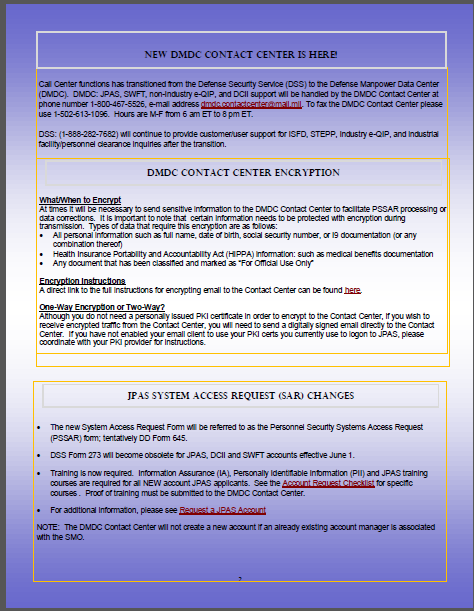 NEW DMDC CONTACT CENTER IS HERE!
Call Center functions has transitioned from the Defense Security Service (DSS) to the Defense Manpower Data Center
(DMDC).  DMDC: JPAS, SWFT, non-Industry e-QIP, and DCII support will be handled by the DMDC Contact Center at
phone number 1-800-467-5526, e-mail address dmdc.contactcenter@mail.mil. To fax the DMDC Contact Center please
use 1-502-613-1096.  Hours are M-F from 6 am ET to 8 pm ET.
DSS: (1-888-282-7682) will continue to provide customer/user support for ISFD, STEPP, Industry e-QIP, and Industrial
facility/personnel clearance inquiries after the transition.
DMDC CONTACT CENTER ENCRYPTION
What/When to Encrypt
At times it will be necessary to send sensitive information to the DMDC Contact Center to facilitate PSSAR processing or
data corrections.  It is important to note that  certain information needs to be protected with encryption during
transmission.  Types of data that require this encryption are as follows:
• All personal information such as full name, date of birth, social security number, or I9 documentation (or any
combination thereof)
• Health Insurance Portability and Accountability Act (HIPPA) information: such as medical benefits documentation
• Any document that has been classified and marked as "For Official Use Only"
Encryption Instructions
A direct link to the full instructions for encrypting email to the Contact Center can be found here.
One-Way Encryption or Two-Way?
Although you do not need a personally issued PKI certificate in order to encrypt to the Contact Center, if you wish to
receive encrypted traffic from the Contact Center, you will need to send a digitally signed email directly to the Contact
Center.  If you have not enabled your email client to use your PKI certs you currently use to logon to JPAS, please
coordinate with your PKI provider for instructions.
JPAS SYSTEM ACCESS REQUEST (SAR) CHANGES
• The new System Access Request Form will be referred to as the Personnel Security Systems Access Request
(PSSAR) form; tentatively DD Form 645.
• DSS Form 273 will become obsolete for JPAS, DCII and SWFT accounts effective June 1.
• Training is now required.  Information Assurance (IA), Personally Identifiable Information (PII) and JPAS training
courses are required for all NEW account JPAS applicants.  See the Account Request Checklist for specific
courses .  Proof of training must be submitted to the DMDC Contact Center.
• For additional information, please see Request a JPAS Account
NOTE:  The DMDC Contact Center will not create a new account if an already existing account manager is associated
with the SMO.